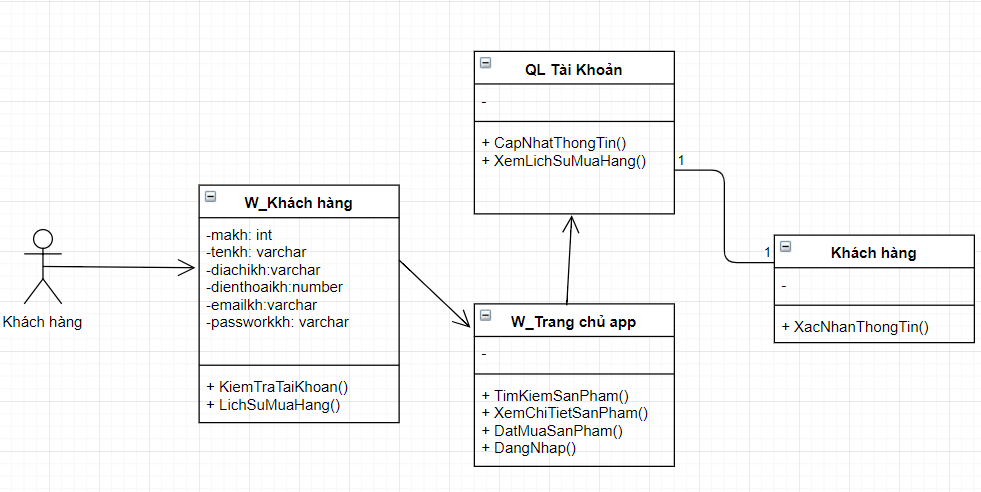 QL Tài Khoản
-
+ CapNhatThongTin()
+ XemLichSuMuaHang()
1
W_Khách hàng
-makh: int
-tenkh: varchar
-diachikh:varchar
-dienthoaikh:number
-emailkh:varchar
-passworkkh: varchar
+ KiemTraTaiKhoan()
+ LichSuMuaHang()
Khách hàng
1
Khách hàng
-
+ XacNhanThongTin()
W_Trang chủ app
-
+ TimKiemSanPham()
+ XemChiTietSanPham()
+ DatMuaSanPham()
+ DangNhap()